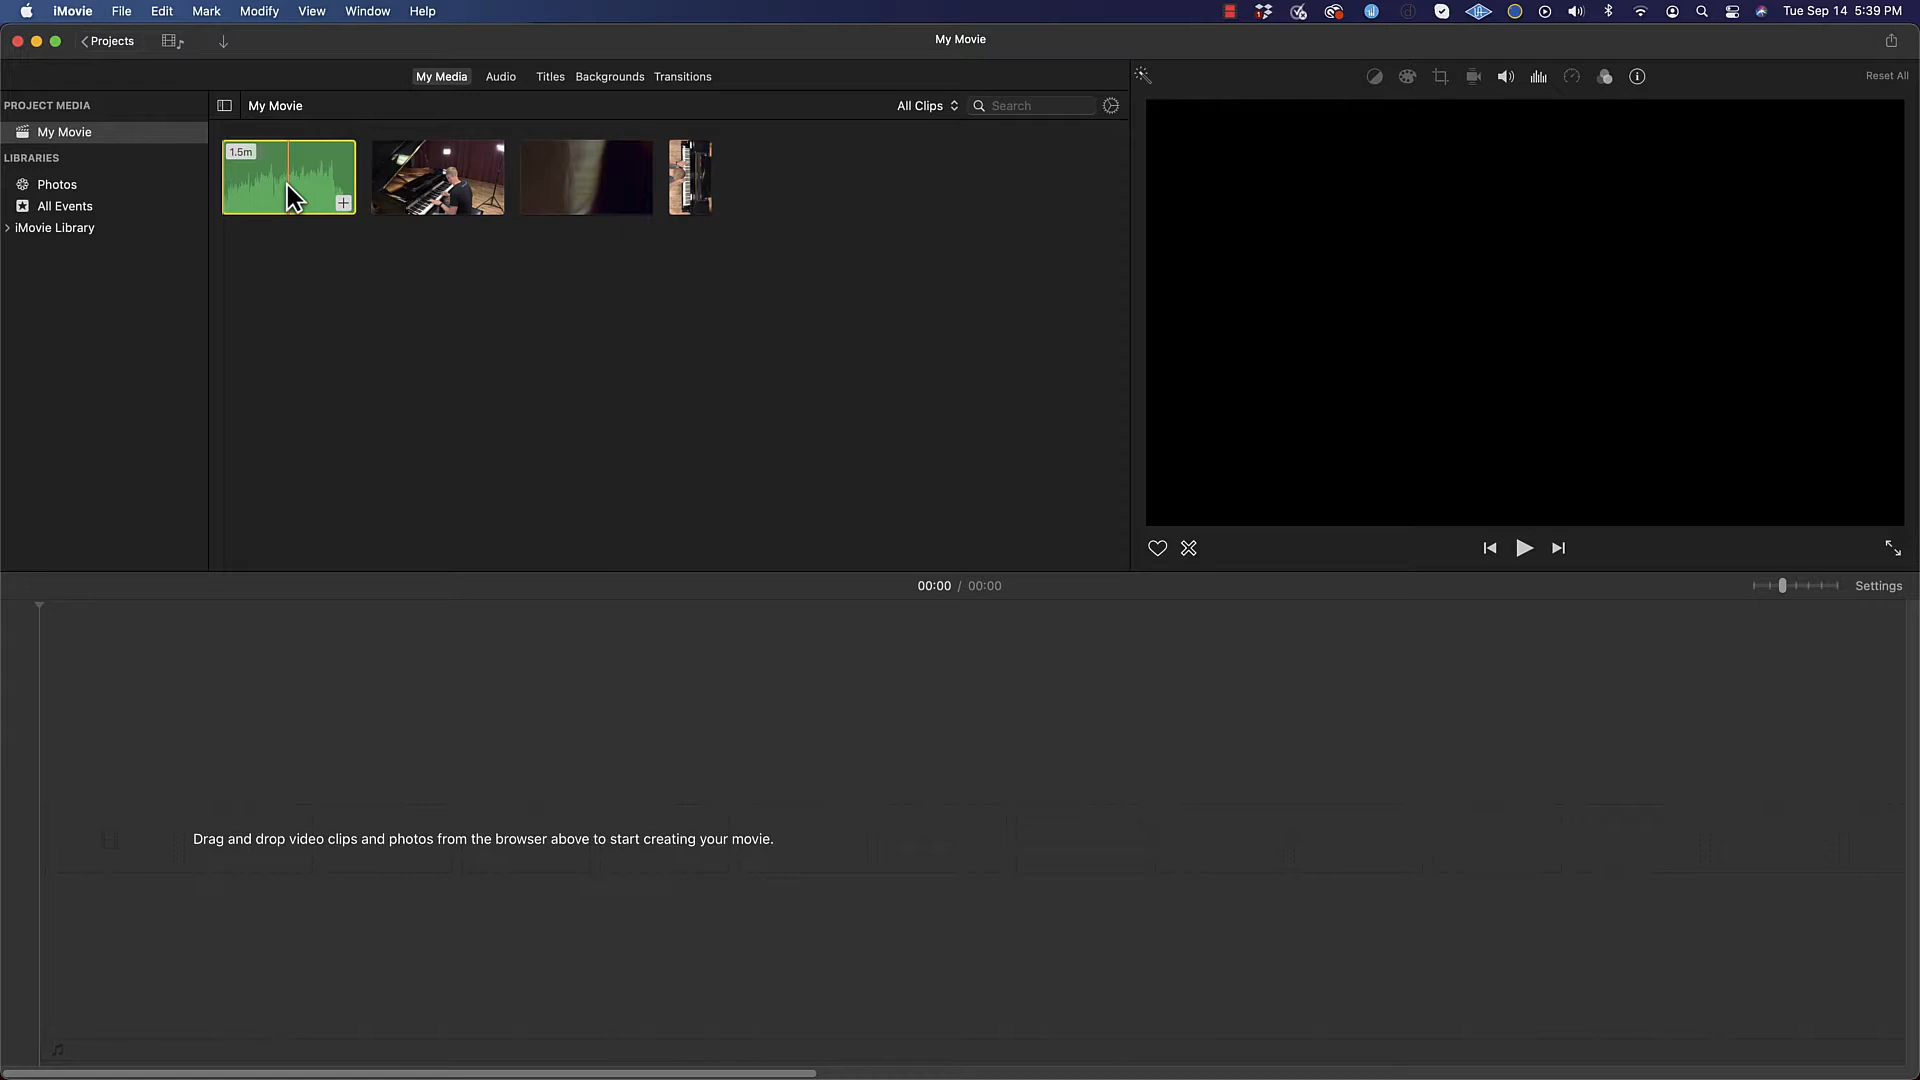 iMovie File Edit Mark Modify View Window Help Tue Sep 14 5:39 PM
Projects My Movie
My Media Audio Titles Backgrounds Transitions Reset All
PROJECT MEDIA My Movie All Clips Search
My Movie
LIBRARIES
Photos
All Events
iMovie Library
1.5m
00:00 / 00:00 Settings
Drag and drop video clips and photos from the browser above to start creating your movie.